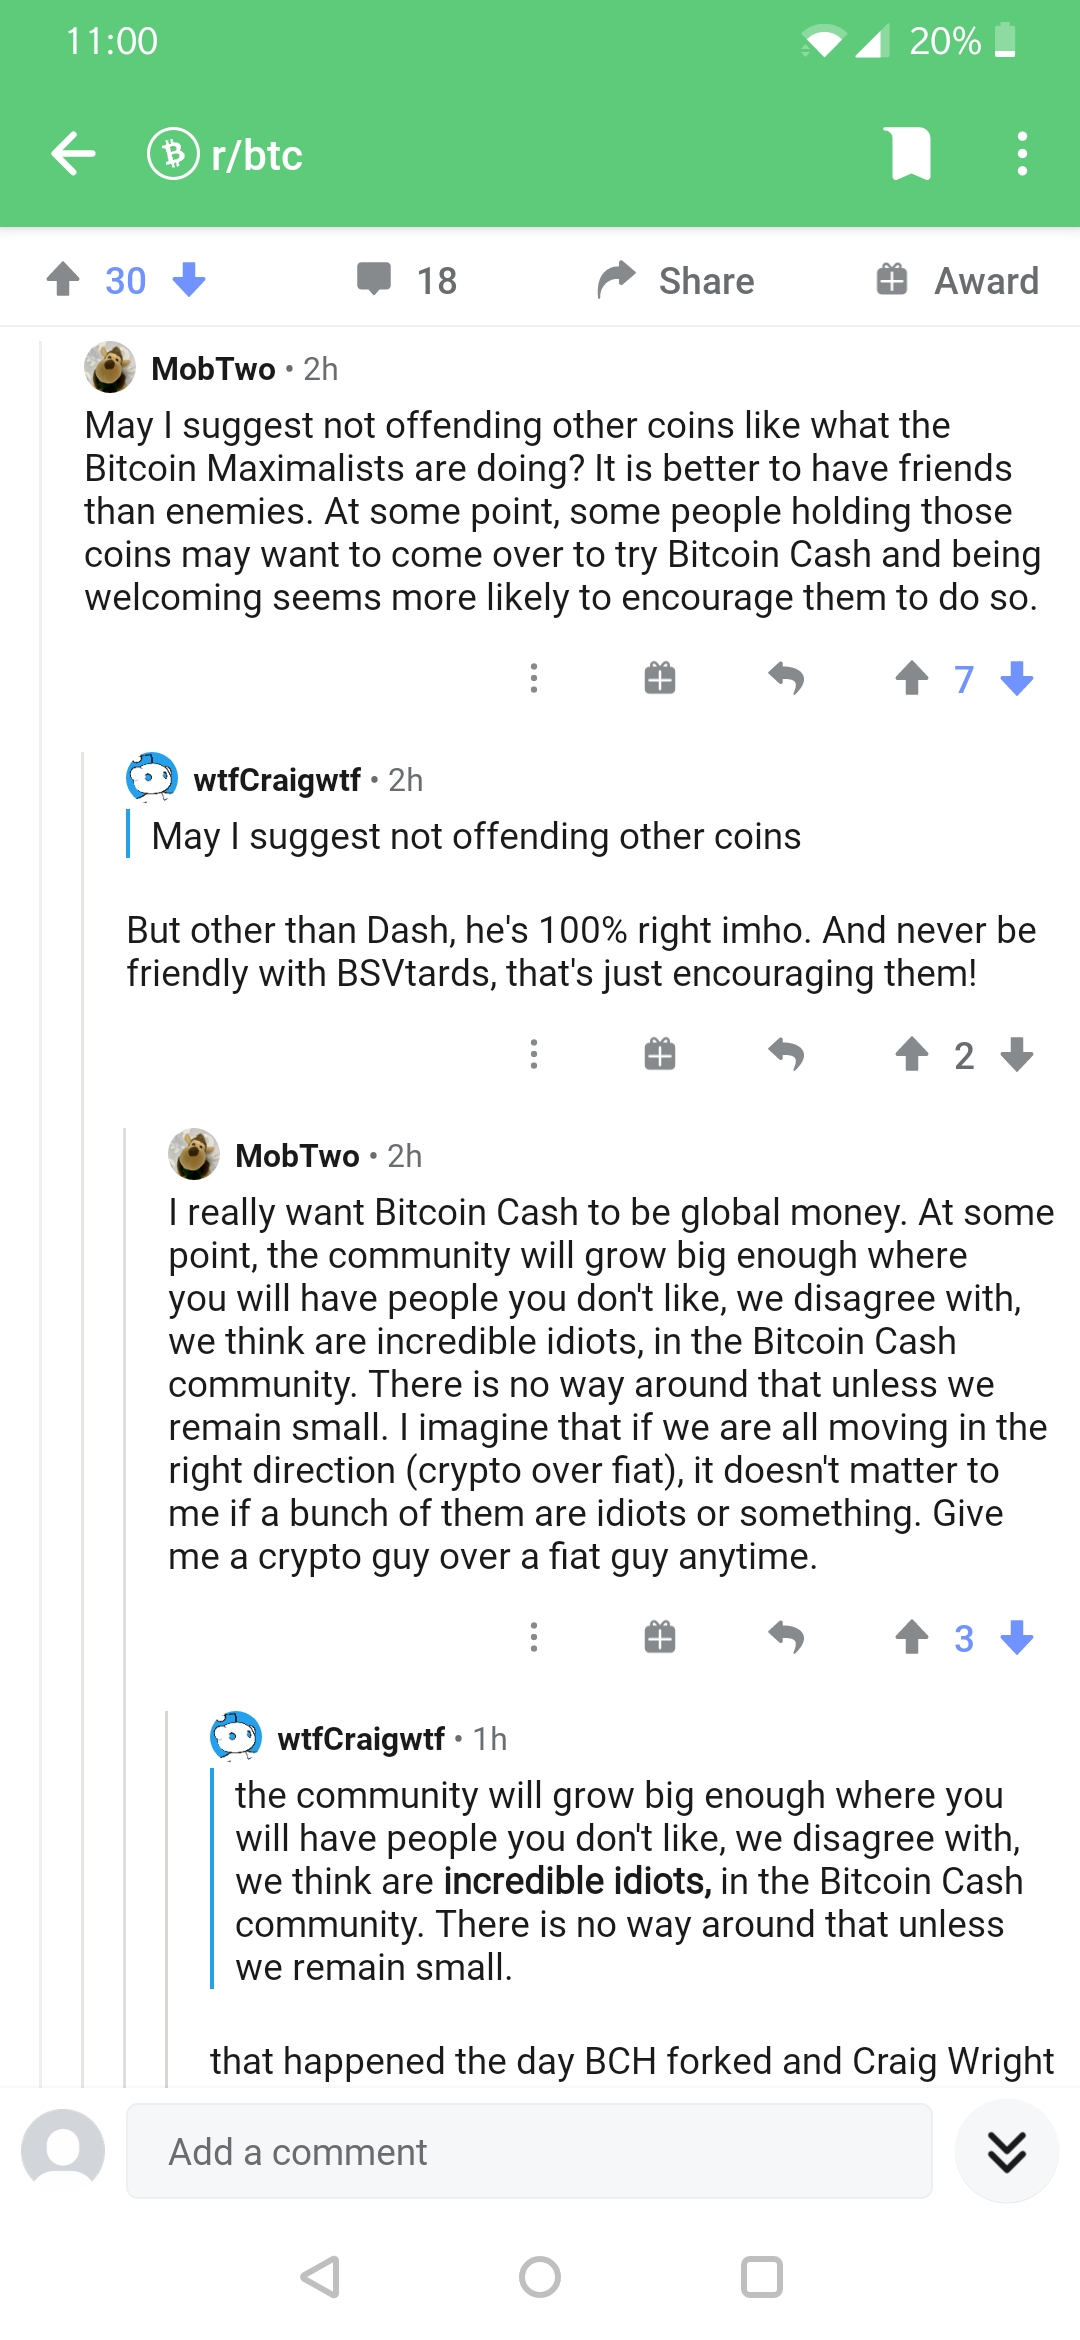 11:00
20%
r/btc
30
18
Share
Award
MobTwo • 2h
May I suggest not offending other coins like what the
Bitcoin Maximalists are doing? It is better to have friends
than enemies. At some point, some people holding those
coins may want to come over to try Bitcoin Cash and being
welcoming seems more likely to encourage them to do so.
7
wtfCraigwtf • 2h
May I suggest not offending other coins
But other than Dash, he's 100% right imho. And never be
friendly with BSVtards, that's just encouraging them!
2
MobTwo • 2h
I really want Bitcoin Cash to be global money. At some
point, the community will grow big enough where
you will have people you don't like, we disagree with,
we think are incredible idiots, in the Bitcoin Cash
community. There is no way around that unless we
remain small. I imagine that if we are all moving in the
right direction (crypto over fiat), it doesn't matter to
me if a bunch of them are idiots or something. Give
me a crypto guy over a fiat guy anytime.
3
wtfCraigwtf • 1h
the community will grow big enough where you
will have people you don't like, we disagree with,
we think are incredible idiots, in the Bitcoin Cash
community. There is no way around that unless
we remain small.
that happened the day BCH forked and Craig Wright
Add a comment